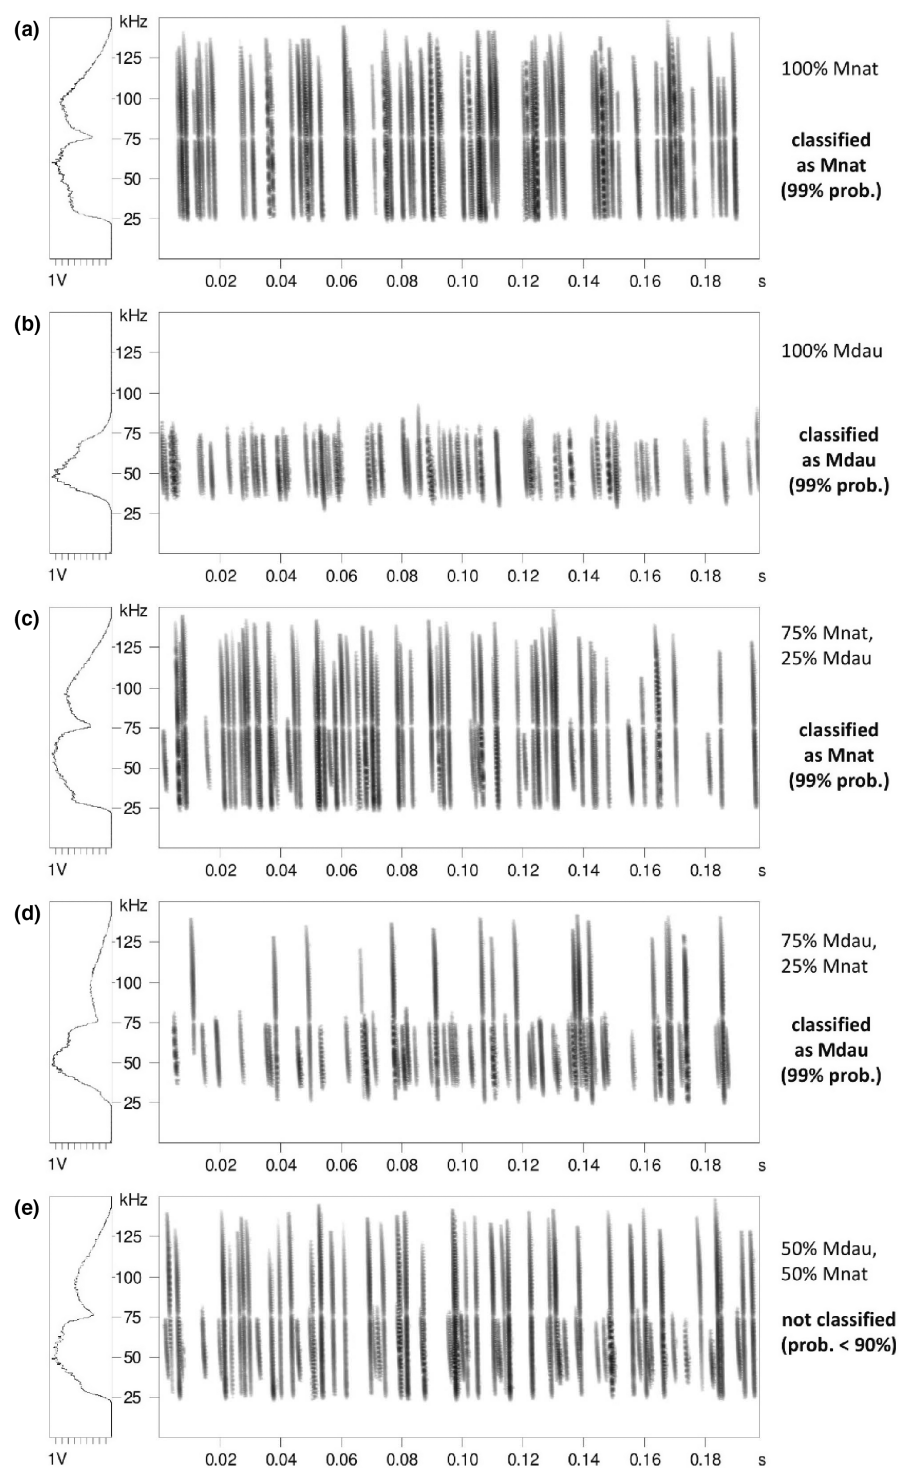 (a)
kHz
125
100
75
50
25
1V
0.02 0.04 0.06 0.08 0.10 0.12 0.14 0.16 0.18 s
100% Mnat
classified
as Mnat
(99% prob.)
(b)
kHz
125
100
75
50
25
1V
0.02 0.04 0.06 0.08 0.10 0.12 0.14 0.16 0.18 s
100% Mdau
classified
as Mdau
(99% prob.)
(c)
kHz
125
100
75
50
25
1V
0.02 0.04 0.06 0.08 0.10 0.12 0.14 0.16 0.18 s
75% Mnat,
25% Mdau
classified
as Mnat
(99% prob.)
(d)
kHz
125
100
75
50
25
1V
0.02 0.04 0.06 0.08 0.10 0.12 0.14 0.16 0.18 s
75% Mdau,
25% Mnat
classified
as Mdau
(99% prob.)
(e)
kHz
125
100
75
50
25
1V
0.02 0.04 0.06 0.08 0.10 0.12 0.14 0.16 0.18 s
50% Mdau,
50% Mnat
not classified
(prob. < 90%)